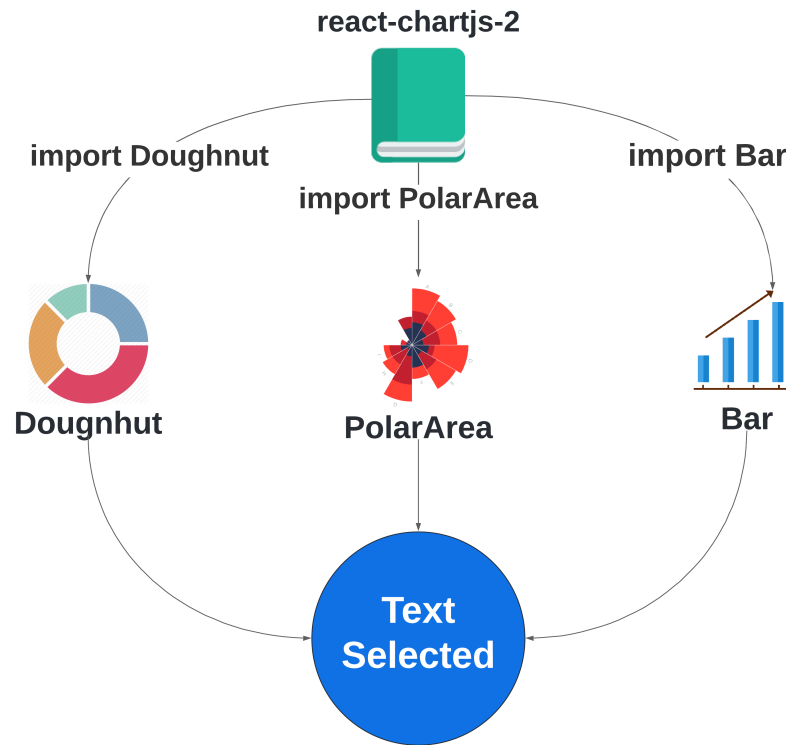 react-chartjs-2
import Doughnut
import Bar
import PolarArea
Dougnhut
PolarArea
Bar
Text
Selected